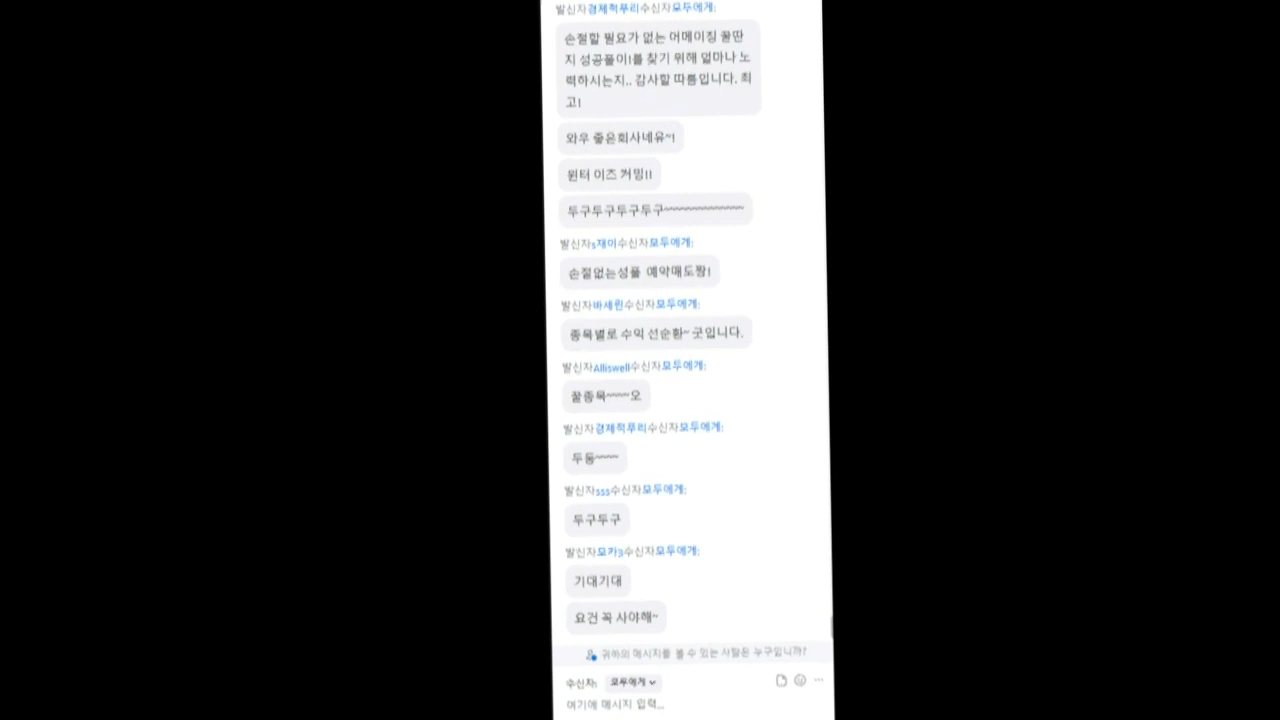 발신자경제척푸리수신자모두에게:
손절할 필요가 없는 어메이징 꿀딴
지 성공풀이!를 찾기 위해 얼마나 노
력하시는지.. 감사할 따름입니다. 최
고!
와우 좋은회사네유~!
윈터 이즈 커밍!!
두구두구두구두구~~~~~~~~~~~~~~~
발신자s재이수신자모두에게:
손절없는성풀 예약매도짱!
발신자바세린수신자모두에게:
종목별로 수익 선순환~ 굿입니다.
발신자Alliswell수신자모두에게:
꿀종목~~~~오
발신자경제척푸리수신자모두에게:
두둥~~~~
발신자sss수신자모두에게:
두구두구
발신자모카3수신자모두에게:
기대기대
요건 꼭 사야해~
귀하의 메시지를 볼 수 있는 사람은 누구입니까?
수신자: 모두에게
여기에 메시지 입력...